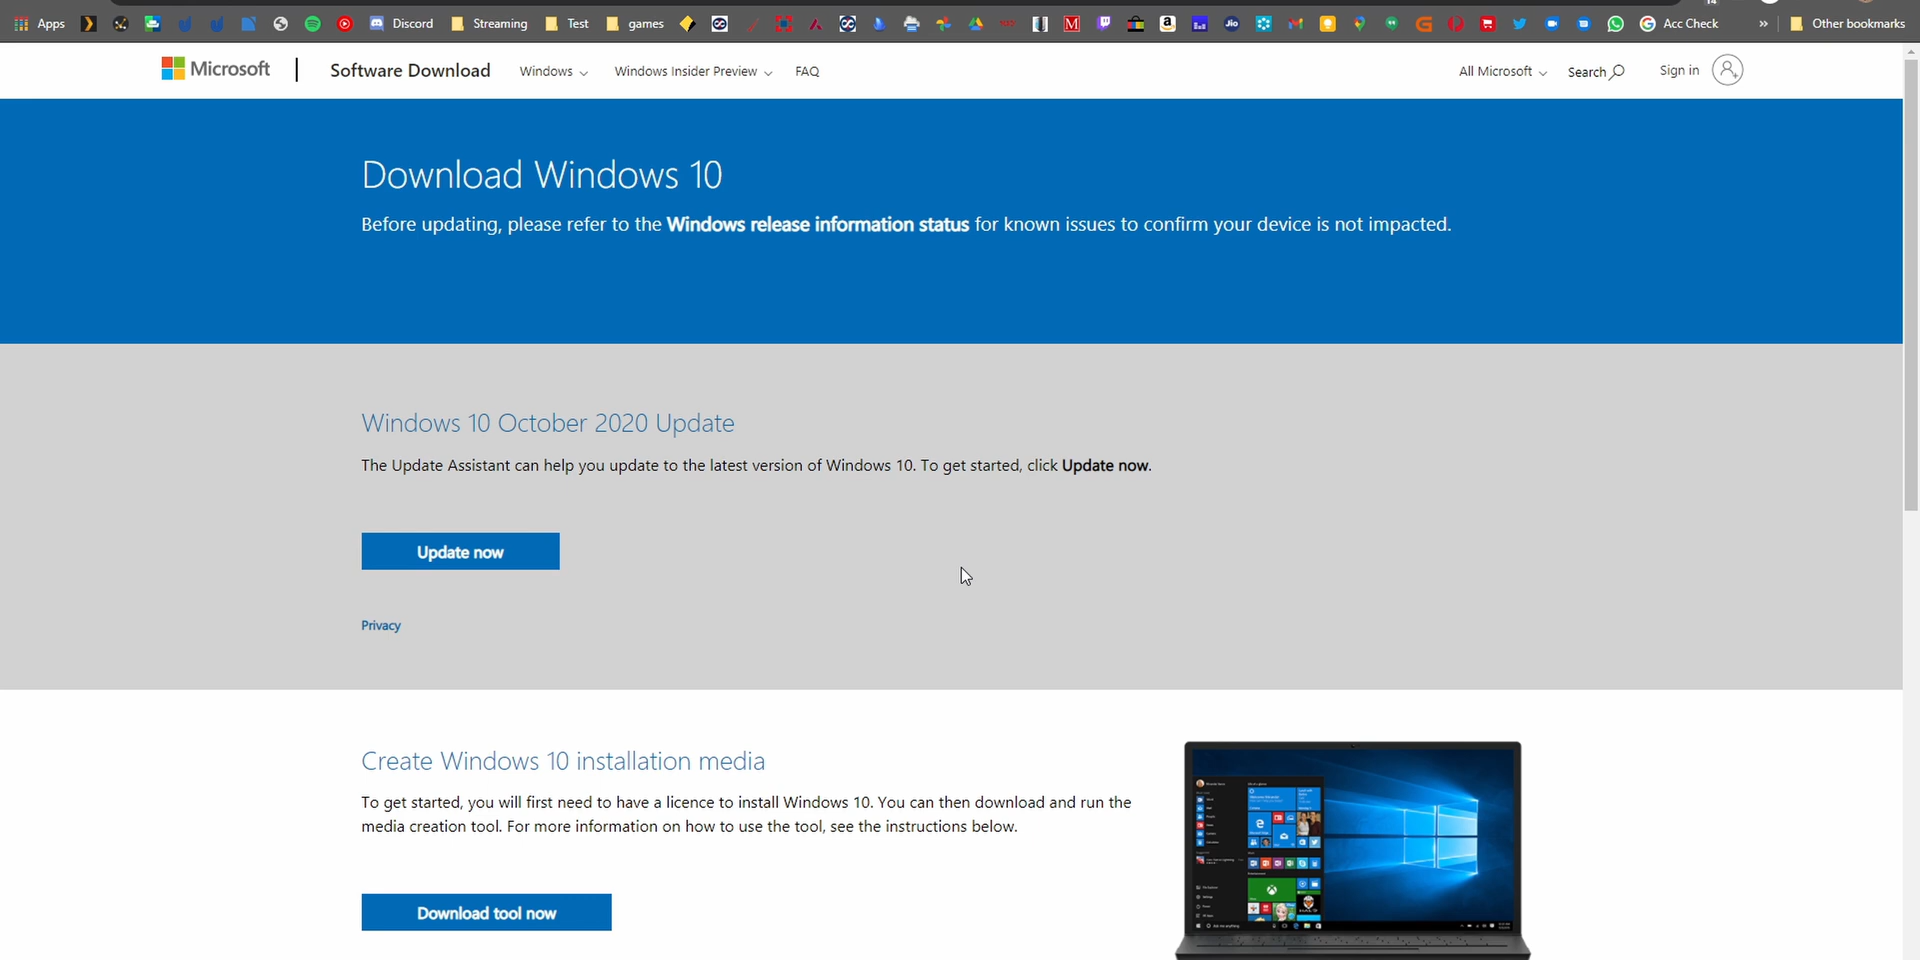 Apps Discord Streaming Test games Acc Check » Other bookmarks
Microsoft Software Download Windows Windows Insider Preview FAQ All Microsoft Search Sign in
Download Windows 10
Before updating, please refer to the Windows release information status for known issues to confirm your device is not impacted.
Windows 10 October 2020 Update
The Update Assistant can help you update to the latest version of Windows 10. To get started, click Update now.
Update now
Privacy
Create Windows 10 installation media
To get started, you will first need to have a licence to install Windows 10. You can then download and run the
media creation tool. For more information on how to use the tool, see the instructions below.
Download tool now